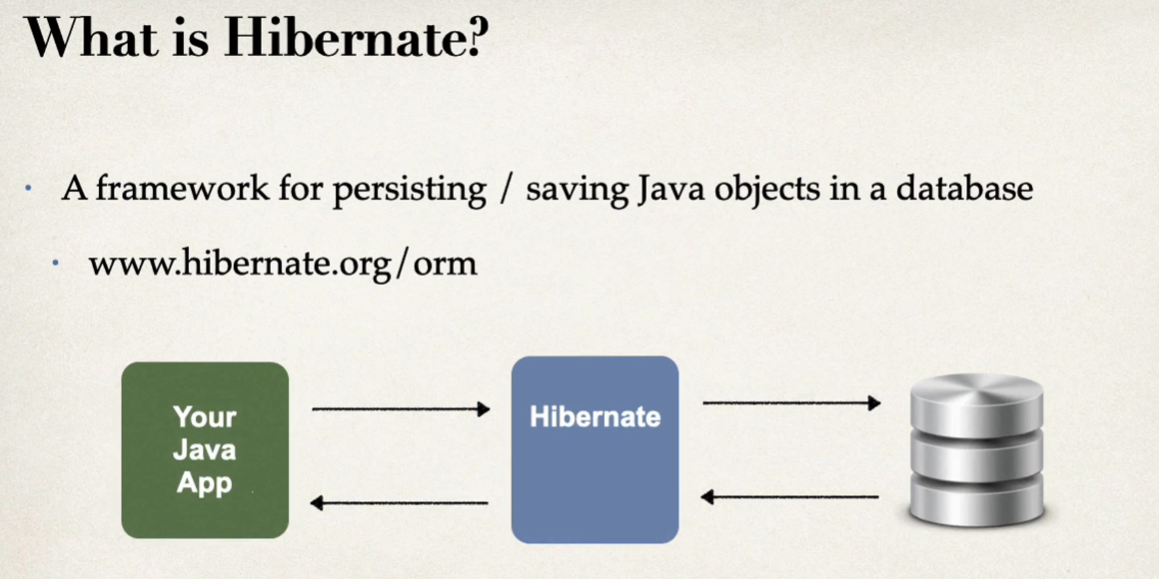 What is Hibernate?
• A framework for persisting / saving Java objects in a database
• www.hibernate.org/orm
Your
Java
App
Hibernate